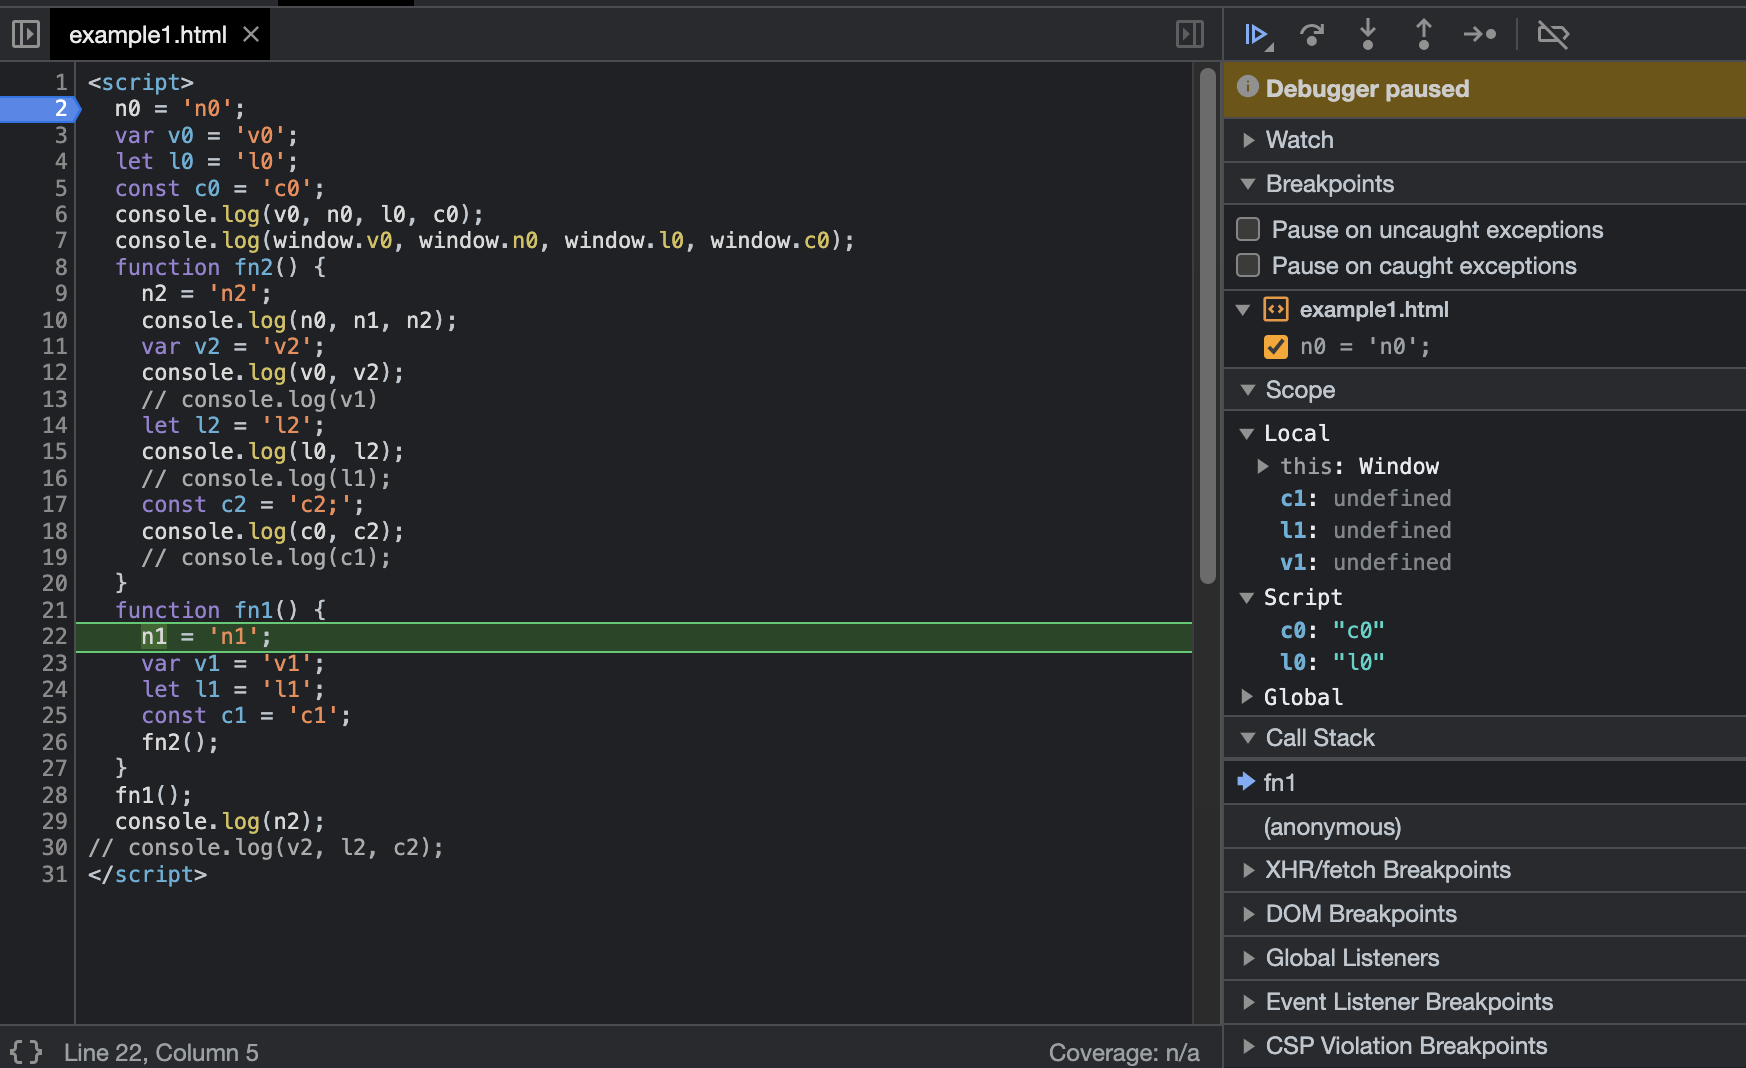 example1.html
1 <script>
2   n0 = 'n0';
3   var v0 = 'v0';
4   let l0 = 'l0';
5   const c0 = 'c0';
6   console.log(v0, n0, l0, c0);
7   console.log(window.v0, window.n0, window.l0, window.c0);
8   function fn2() {
9     n2 = 'n2';
10     console.log(n0, n1, n2);
11     var v2 = 'v2';
12     console.log(v0, v2);
13     // console.log(v1)
14     let l2 = 'l2';
15     console.log(l0, l2);
16     // console.log(l1);
17     const c2 = 'c2;';
18     console.log(c0, c2);
19     // console.log(c1);
20   }
21   function fn1() {
22     n1 = 'n1';
23     var v1 = 'v1';
24     let l1 = 'l1';
25     const c1 = 'c1';
26     fn2();
27   }
28   fn1();
29   console.log(n2);
30 // console.log(v2, l2, c2);
31 </script>
{ } Line 22, Column 5
Coverage: n/a
Debugger paused
Watch
Breakpoints
Pause on uncaught exceptions
Pause on caught exceptions
example1.html
n0 = 'n0';
Scope
Local
this: Window
c1: undefined
l1: undefined
v1: undefined
Script
c0: "c0"
l0: "l0"
Global
Call Stack
fn1
(anonymous)
XHR/fetch Breakpoints
DOM Breakpoints
Global Listeners
Event Listener Breakpoints
CSP Violation Breakpoints